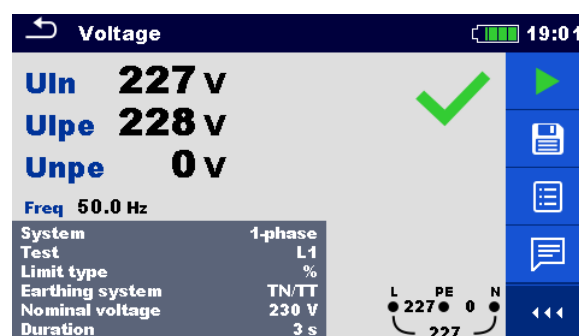 Voltage 19:01
Uln 227 V
Ulpe 228 V
Unpe 0 V
Freq 50.0 Hz
System 1-phase
Test L1
Limit type %
Earthing system TN/TT
Nominal voltage 230 V
Duration 3 s
L PE N
227 0
227